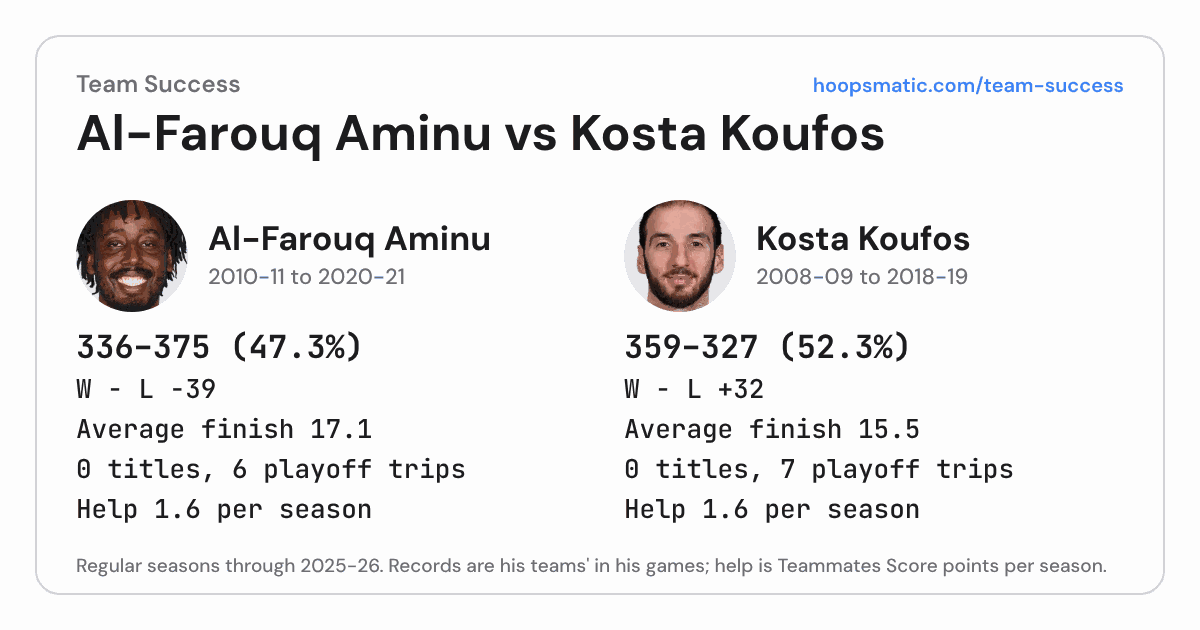 Team Success
hoopsmatic.com/team-success
Al-Farouq Aminu vs Kosta Koufos
Al-Farouq Aminu
2010-11 to 2020-21
336-375 (47.3%)
W - L -39
Average finish 17.1
0 titles, 6 playoff trips
Help 1.6 per season
Kosta Koufos
2008-09 to 2018-19
359-327 (52.3%)
W - L +32
Average finish 15.5
0 titles, 7 playoff trips
Help 1.6 per season
Regular seasons through 2025-26. Records are his teams' in his games; help is Teammates Score points per season.